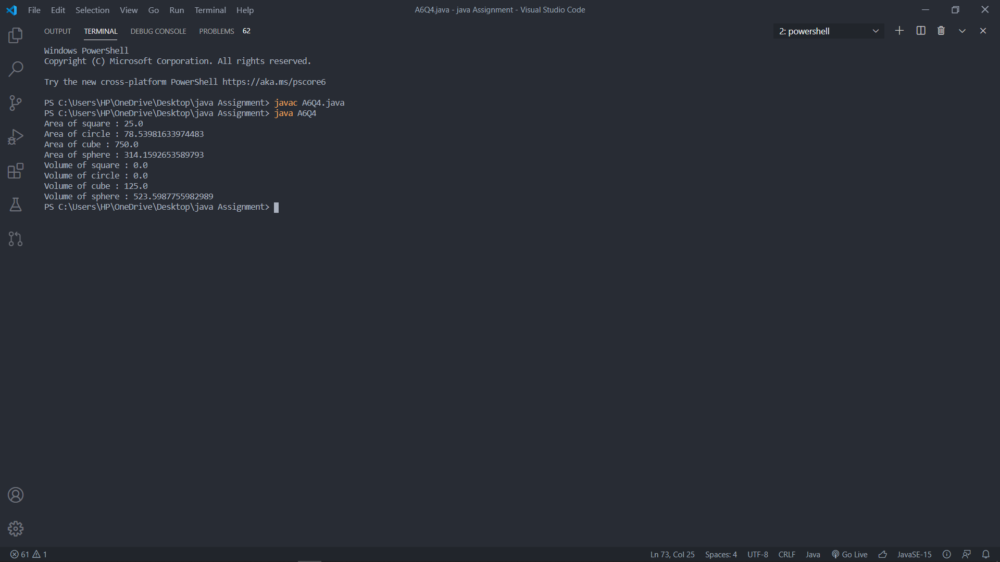 File Edit Selection View Go Run Terminal Help
A6Q4.java - java Assignment - Visual Studio Code
OUTPUT TERMINAL DEBUG CONSOLE PROBLEMS 62
2: powershell
Windows PowerShell
Copyright (C) Microsoft Corporation. All rights reserved.
Try the new cross-platform PowerShell https://aka.ms/pscore6
PS C:\Users\HP\OneDrive\Desktop\java Assignment> javac A6Q4.java
PS C:\Users\HP\OneDrive\Desktop\java Assignment> java A6Q4
Area of square : 25.0
Area of circle : 78.53981633974483
Area of cube : 750.0
Area of sphere : 314.1592653589793
Volume of square : 0.0
Volume of circle : 0.0
Volume of cube : 125.0
Volume of sphere : 523.5987755982989
PS C:\Users\HP\OneDrive\Desktop\java Assignment>
61 1
Ln 73, Col 25 Spaces: 4 UTF-8 CRLF Java Go Live JavaSE-15